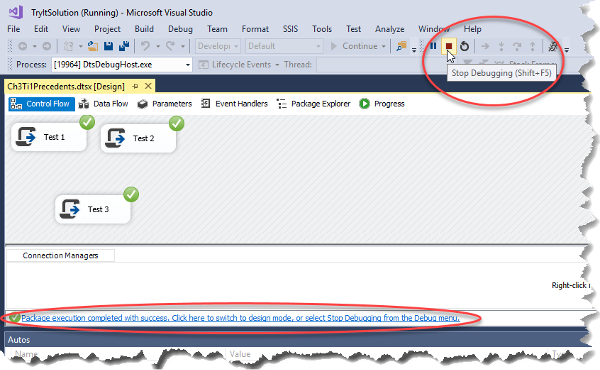 TryItSolution (Running) - Microsoft Visual Studio
File Edit View Project Build Debug Team Format SSIS Tools Test Analyze Window Help
Develop Default Continue
Process: [19964] DtsDebugHost.exe Lifecycle Events Thread: Stack Frame
Stop Debugging (Shift+F5)
Ch3Ti1Precedents.dtsx [Design]
Control Flow Data Flow Parameters Event Handlers Package Explorer Progress
Test 1 Test 2
Test 3
Connection Managers
Right-click
Package execution completed with success. Click here to switch to design mode, or select Stop Debugging from the Debug menu.
Autos
Name Value